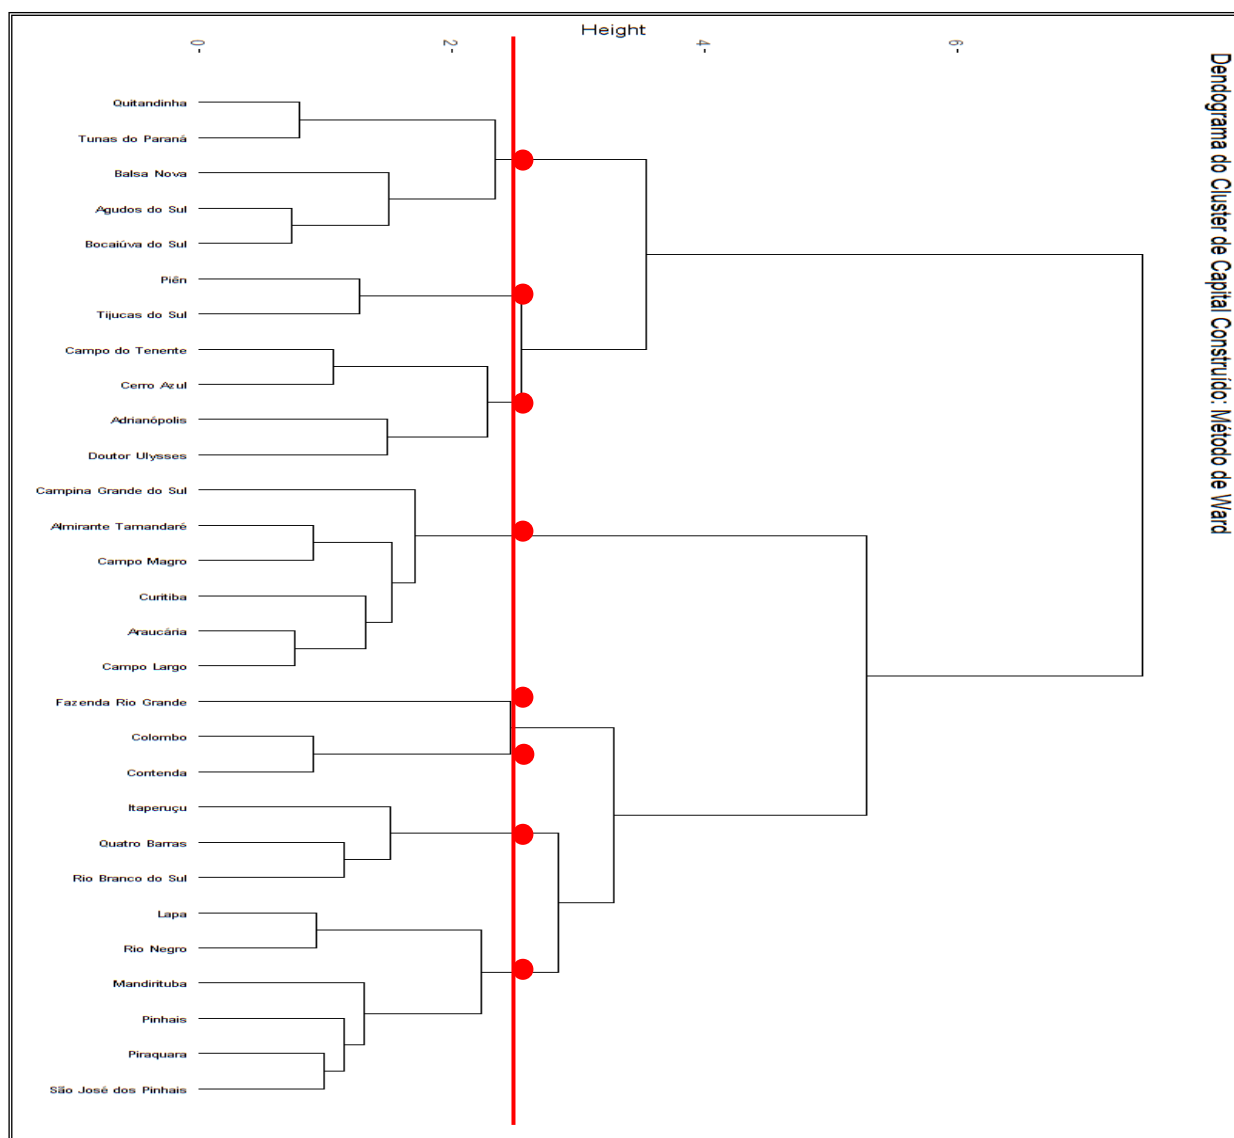 Height
0-
2-
4-
6-
Dendograma do Cluster de Capital Construído: Método de Ward
Quitandinha
Tunas do Paraná
Balsa Nova
Agudos do Sul
Bocaiúva do Sul
Piên
Tijucas do Sul
Campo do Tenente
Cerro Azul
Adrianópolis
Doutor Ulysses
Campina Grande do Sul
Almirante Tamandaré
Campo Magro
Curitiba
Araucária
Campo Largo
Fazenda Rio Grande
Colombo
Contenda
Itaperuçu
Quatro Barras
Rio Branco do Sul
Lapa
Rio Negro
Mandirituba
Pinhais
Piraquara
São José dos Pinhais